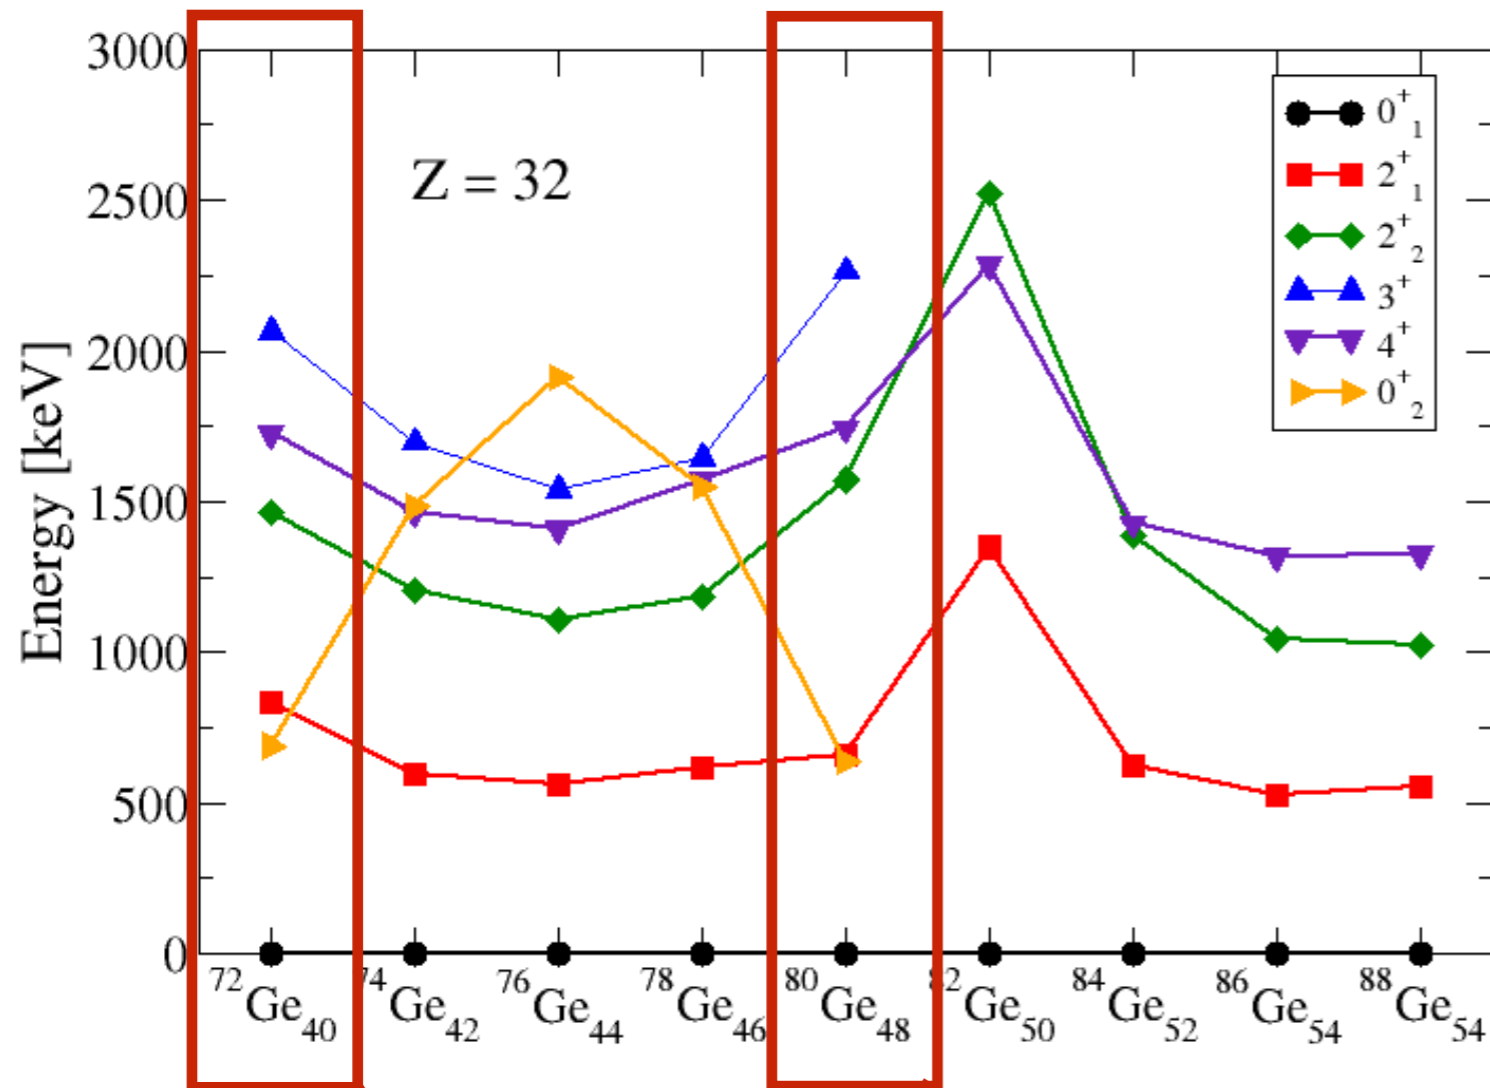 3000
2500
2000
1500
1000
500
0
Energy [keV]
Z = 32
0⁺₁
2⁺₁
2⁺₂
3⁺
4⁺
0⁺₂
⁷²Ge₄₀
⁷⁴Ge₄₂
⁷⁶Ge₄₄
⁷⁸Ge₄₆
⁸⁰Ge₄₈
⁸²Ge₅₀
⁸⁴Ge₅₂
⁸⁶Ge₅₄
⁸⁸Ge₅₄